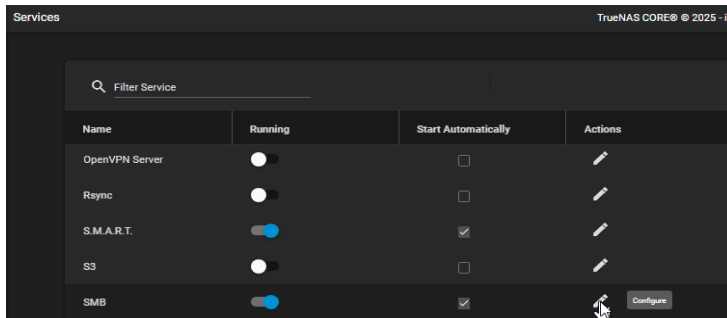 Services TrueNAS CORE® © 2025 - i
Filter Service
Name Running Start Automatically Actions
OpenVPN Server
Rsync
S.M.A.R.T.
S3
SMB Configure